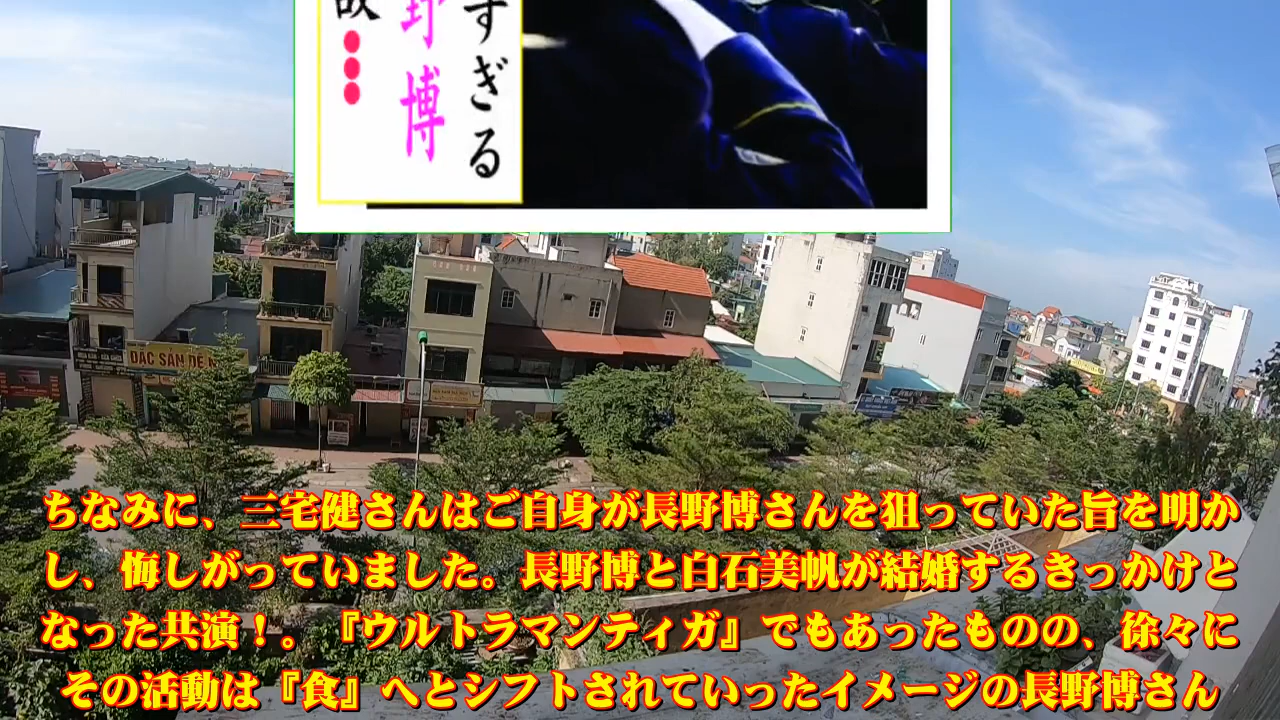 すぎる
野博
故●●●
ĐẶC SẢN DÊ N
ちなみに、三宅健さんはご自身が長野博さんを狙っていた旨を明か
し、悔しがっていました。長野博と白石美帆が結婚するきっかけと
なった共演！。『ウルトラマンティガ』でもあったものの、徐々に
その活動は『食』へとシフトされていったイメージの長野博さん